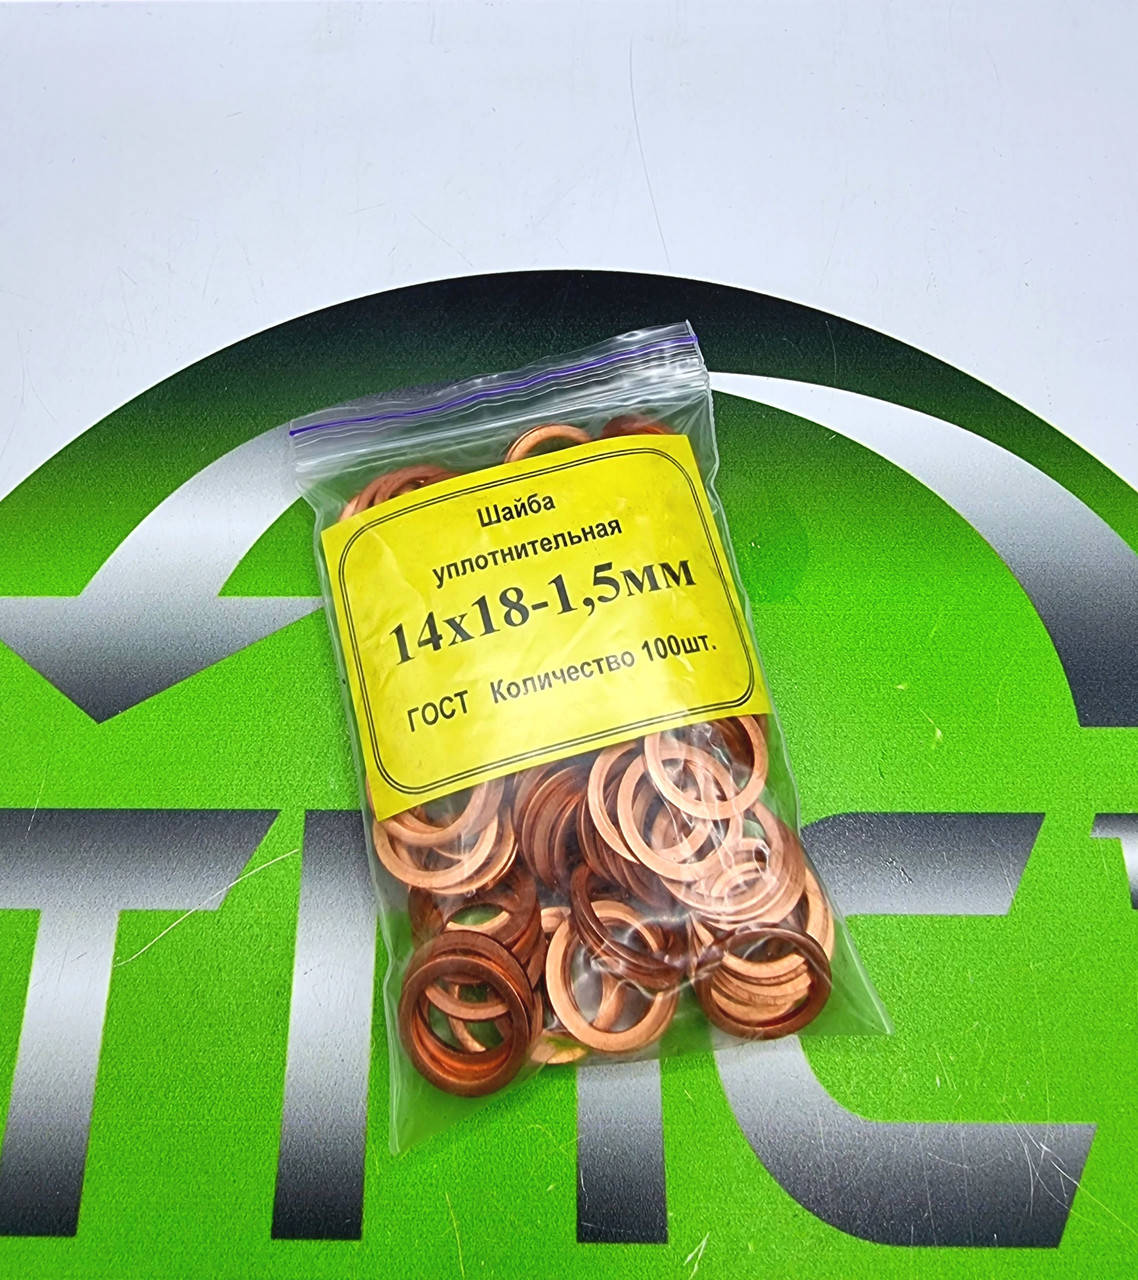 Шайба
уплотнительная
14х18-1,5мм
ГОСТ Количество 100шт.